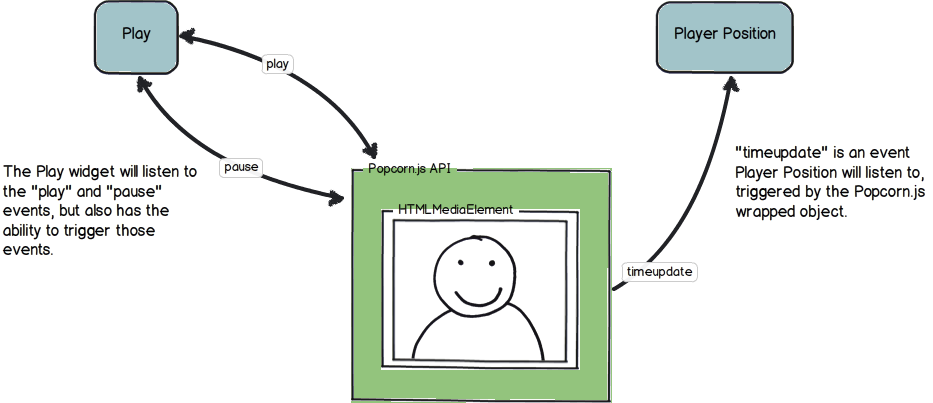 Play
Player Position
play
pause
The Play widget will listen to
the "play" and "pause"
events, but also has the
ability to trigger those
events.
Popcorn.js API
HTMLMediaElement
"timeupdate" is an event
Player Position will listen to,
triggered by the Popcorn.js
wrapped object.
timeupdate